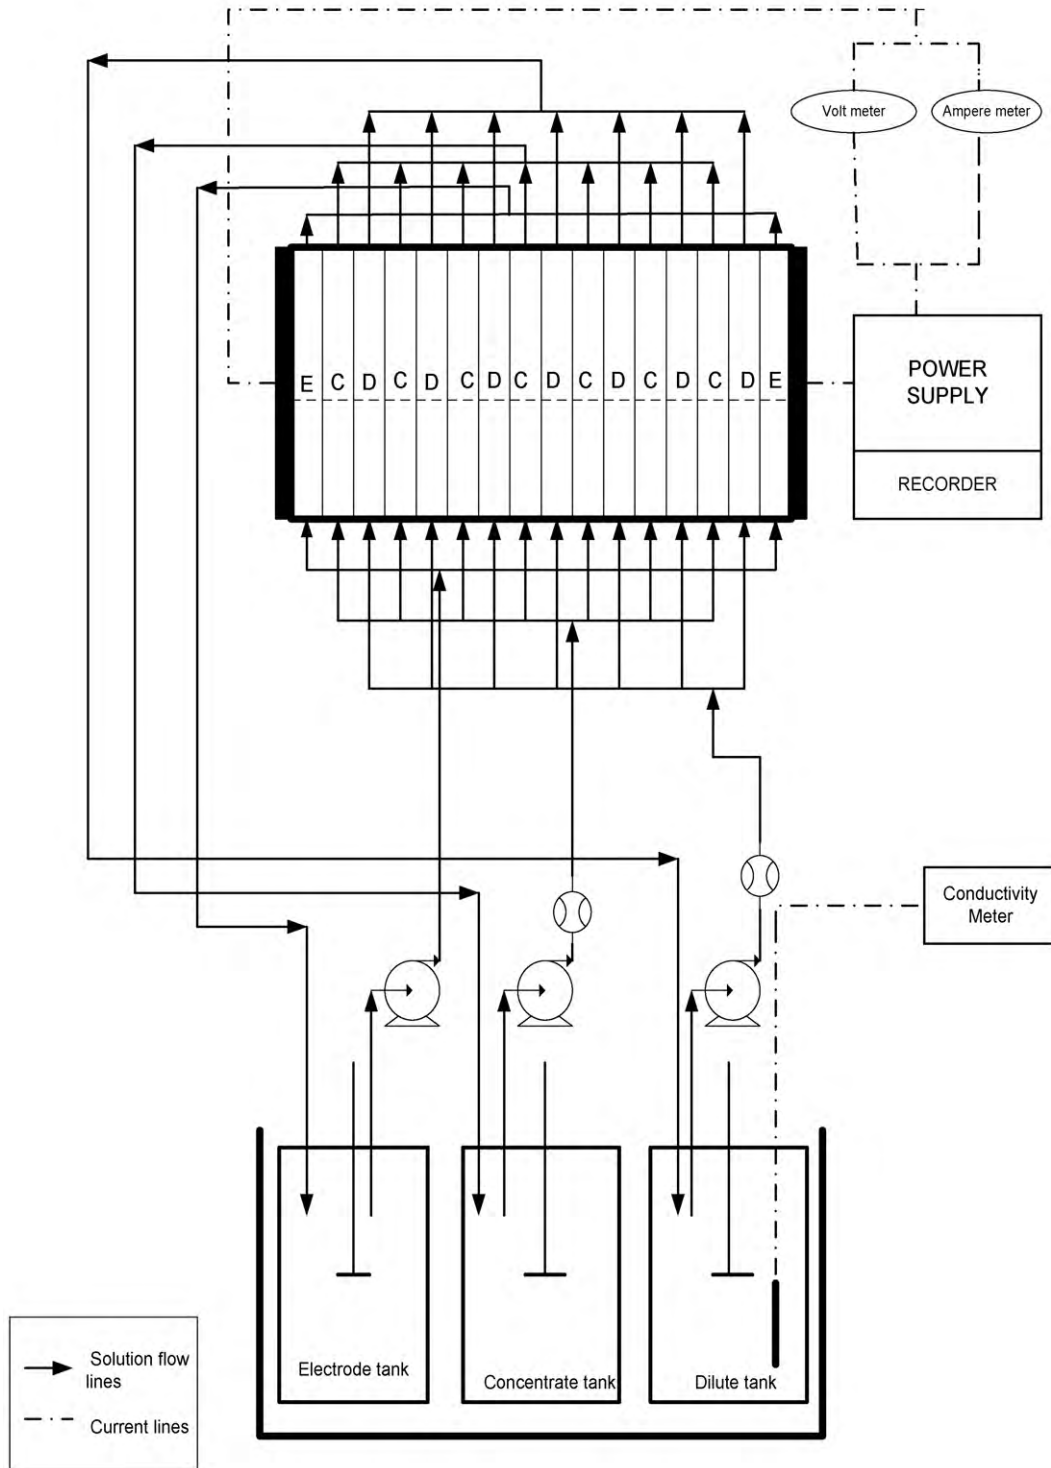 Volt meter
Ampere meter
E C D C D C D C D C D C D C D E
POWER
SUPPLY
RECORDER
Conductivity
Meter
Electrode tank
Concentrate tank
Dilute tank
Solution flow
lines
Current lines